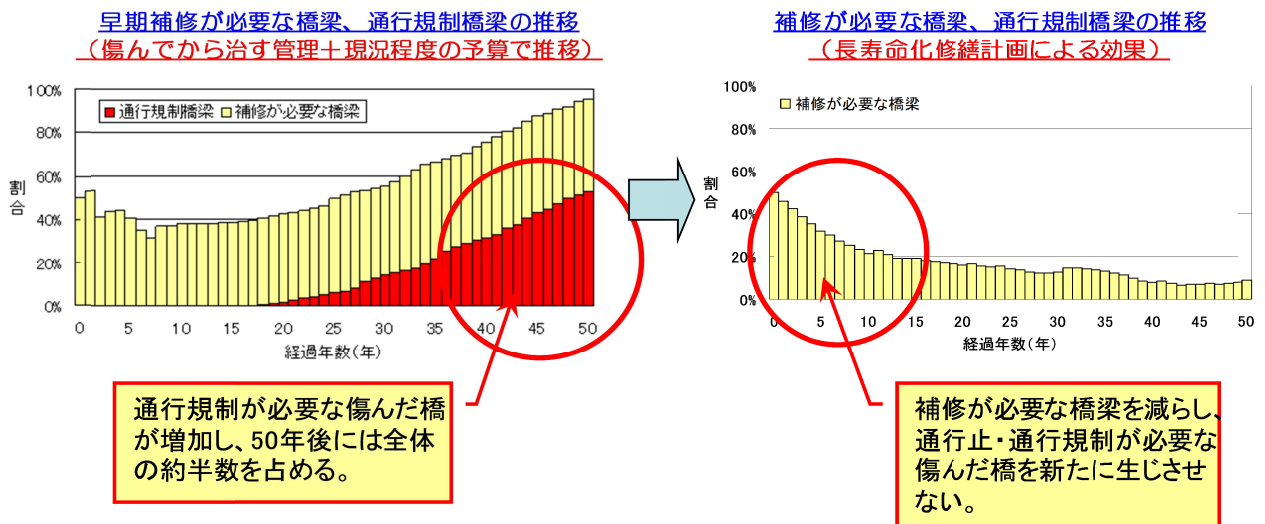 早期補修が必要な橋梁、通行規制橋梁の推移
(傷んでから治す管理+現況程度の予算で推移)
100%
80%
60%
40%
20%
0%
割合
■通行規制橋梁 □補修が必要な橋梁
0 5 10 15 20 25 30 35 40 45 50
経過年数(年)
通行規制が必要な傷んだ橋
が増加し、50年後には全体
の約半数を占める。
補修が必要な橋梁、通行規制橋梁の推移
(長寿命化修繕計画による効果)
100%
80%
60%
40%
20%
0%
割合
□補修が必要な橋梁
0 5 10 15 20 25 30 35 40 45 50
経過年数(年)
補修が必要な橋梁を減らし、
通行止・通行規制が必要な
傷んだ橋を新たに生じさせ
ない。